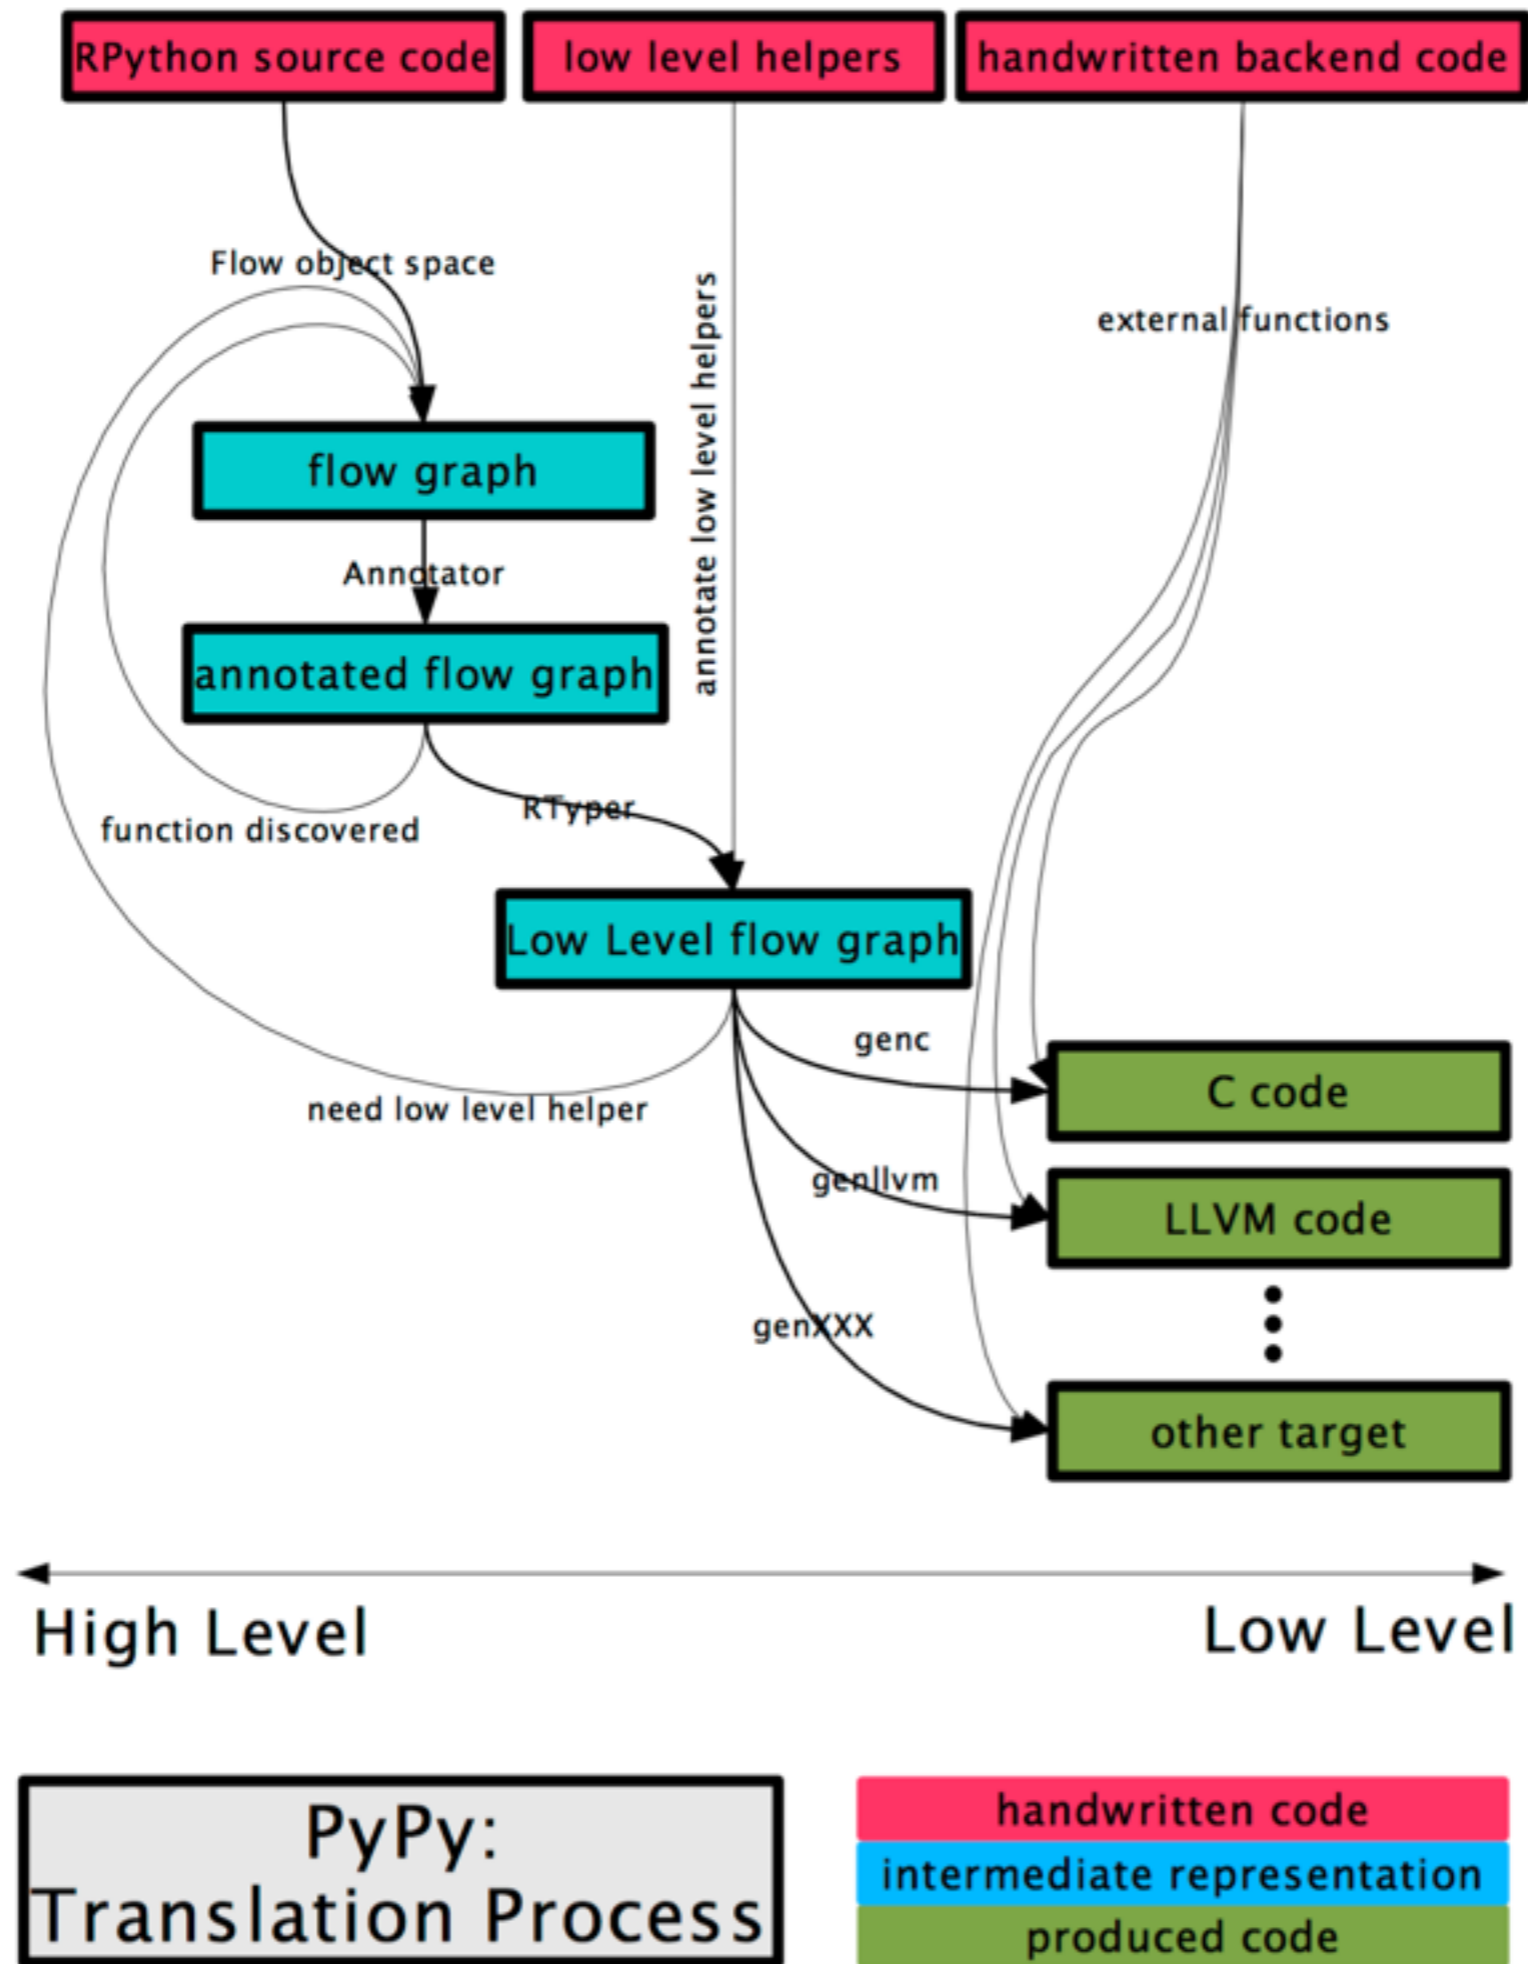 RPython source code
low level helpers
handwritten backend code
Flow object space
annotate low level helpers
external functions
flow graph
Annotator
annotated flow graph
RTyper
function discovered
Low Level flow graph
genc
C code
need low level helper
genllvm
LLVM code
genXXX
other target
High Level
Low Level
PyPy:
Translation Process
handwritten code
intermediate representation
produced code